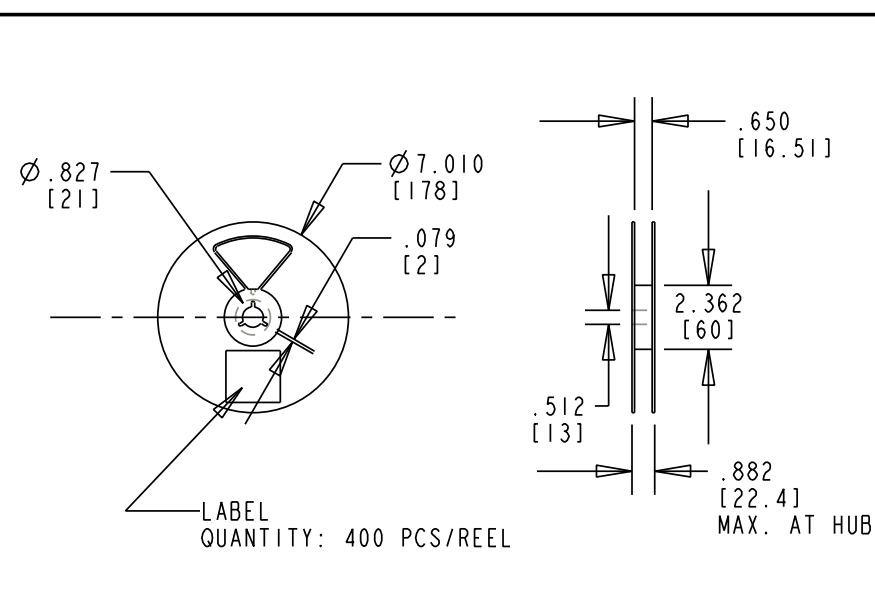 Ø.827
[21]
Ø7.010
[178]
.079
[2]
.650
[16.51]
2.362
[60]
.512
[13]
.882
[22.4]
MAX. AT HUB
LABEL
QUANTITY: 400 PCS/REEL